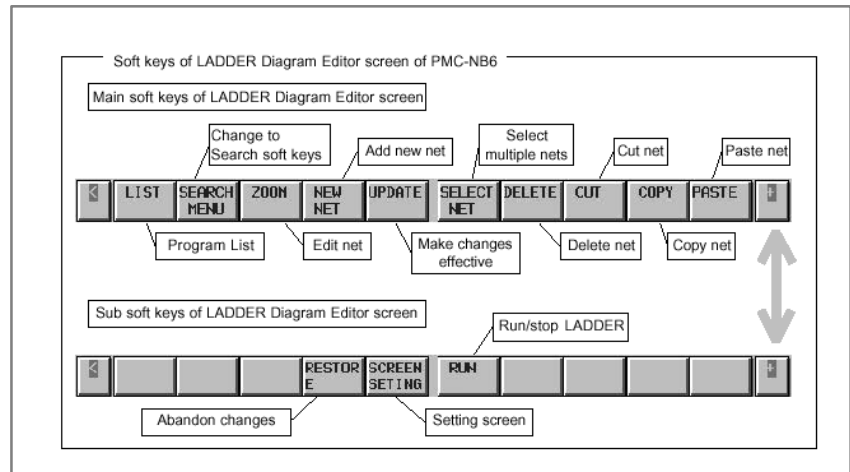 Soft keys of LADDER Diagram Editor screen of PMC-NB6
Main soft keys of LADDER Diagram Editor screen
Change to
Search soft keys
Add new net
Select
multiple nets
Cut net
Paste net
< LIST SEARCH MENU ZOOM NEW NET UPDATE SELECT NET DELETE CUT COPY PASTE +
Program List
Edit net
Make changes
effective
Delete net
Copy net
Sub soft keys of LADDER Diagram Editor screen
Run/stop LADDER
< RESTORE SCREEN SETING RUN +
Abandon changes
Setting screen